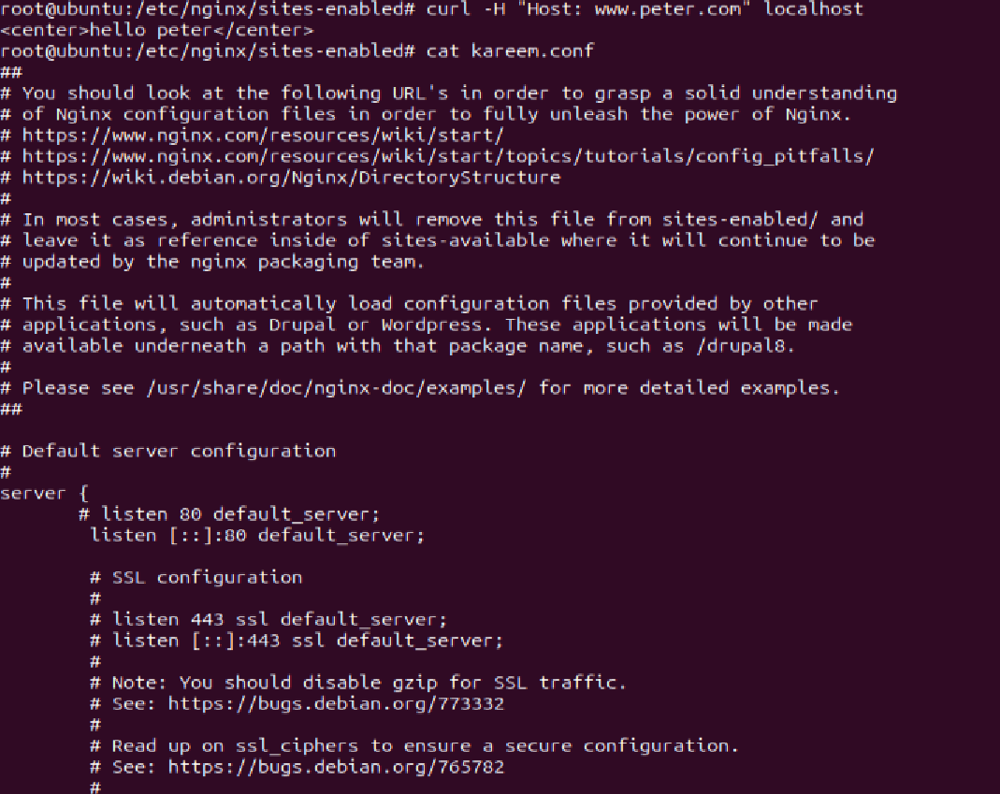 root@ubuntu:/etc/nginx/sites-enabled# curl -H "Host: www.peter.com" localhost
<center>hello peter</center>
root@ubuntu:/etc/nginx/sites-enabled# cat kareem.conf
##
# You should look at the following URL's in order to grasp a solid understanding
# of Nginx configuration files in order to fully unleash the power of Nginx.
# https://www.nginx.com/resources/wiki/start/
# https://www.nginx.com/resources/wiki/start/topics/tutorials/config_pitfalls/
# https://wiki.debian.org/Nginx/DirectoryStructure
#
# In most cases, administrators will remove this file from sites-enabled/ and
# leave it as reference inside of sites-available where it will continue to be
# updated by the nginx packaging team.
#
# This file will automatically load configuration files provided by other
# applications, such as Drupal or Wordpress. These applications will be made
# available underneath a path with that package name, such as /drupal8.
#
# Please see /usr/share/doc/nginx-doc/examples/ for more detailed examples.
##

# Default server configuration
#
server {
       # listen 80 default_server;
        listen [::]:80 default_server;

        # SSL configuration
        #
        # listen 443 ssl default_server;
        # listen [::]:443 ssl default_server;
        #
        # Note: You should disable gzip for SSL traffic.
        # See: https://bugs.debian.org/773332
        #
        # Read up on ssl_ciphers to ensure a secure configuration.
        # See: https://bugs.debian.org/765782
        #